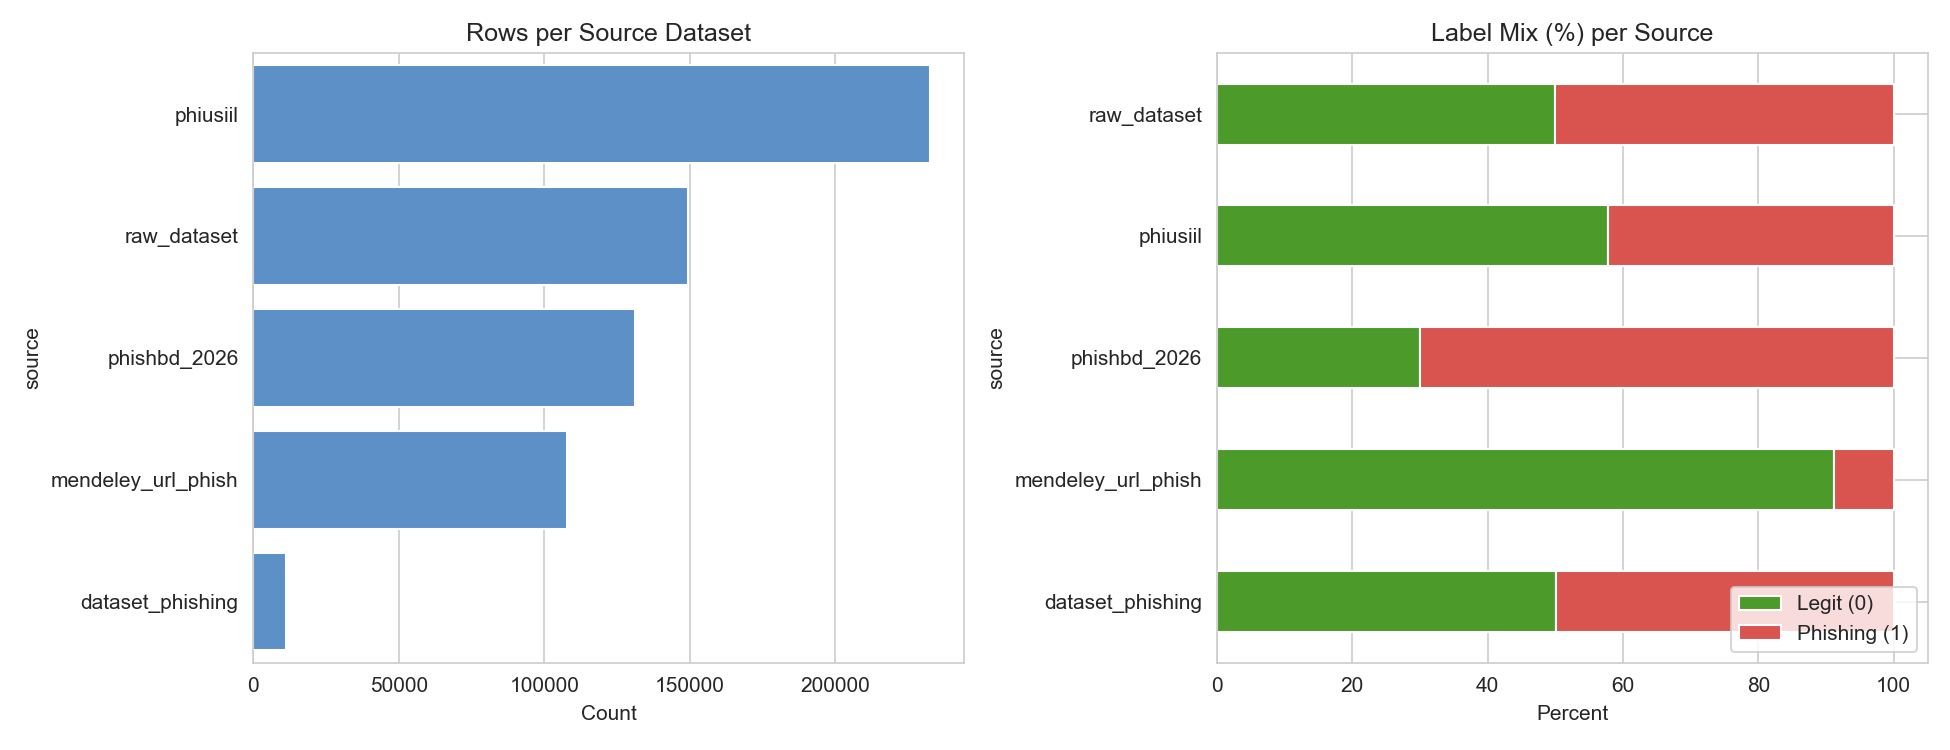 Rows per Source Dataset
source
phiusiil
raw_dataset
phishbd_2026
mendeley_url_phish
dataset_phishing
0 50000 100000 150000 200000
Count
Label Mix (%) per Source
source
raw_dataset
phiusiil
phishbd_2026
mendeley_url_phish
dataset_phishing
Legit (0)
Phishing (1)
0 20 40 60 80 100
Percent